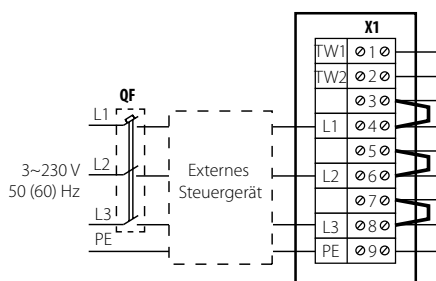 X1
TW1 1
TW2 2
3
QF
L1
L1 4
5
3~230 V
50 (60) Hz
L2
Externes
Steuergerät
L2 6
7
L3
L3 8
PE
PE 9